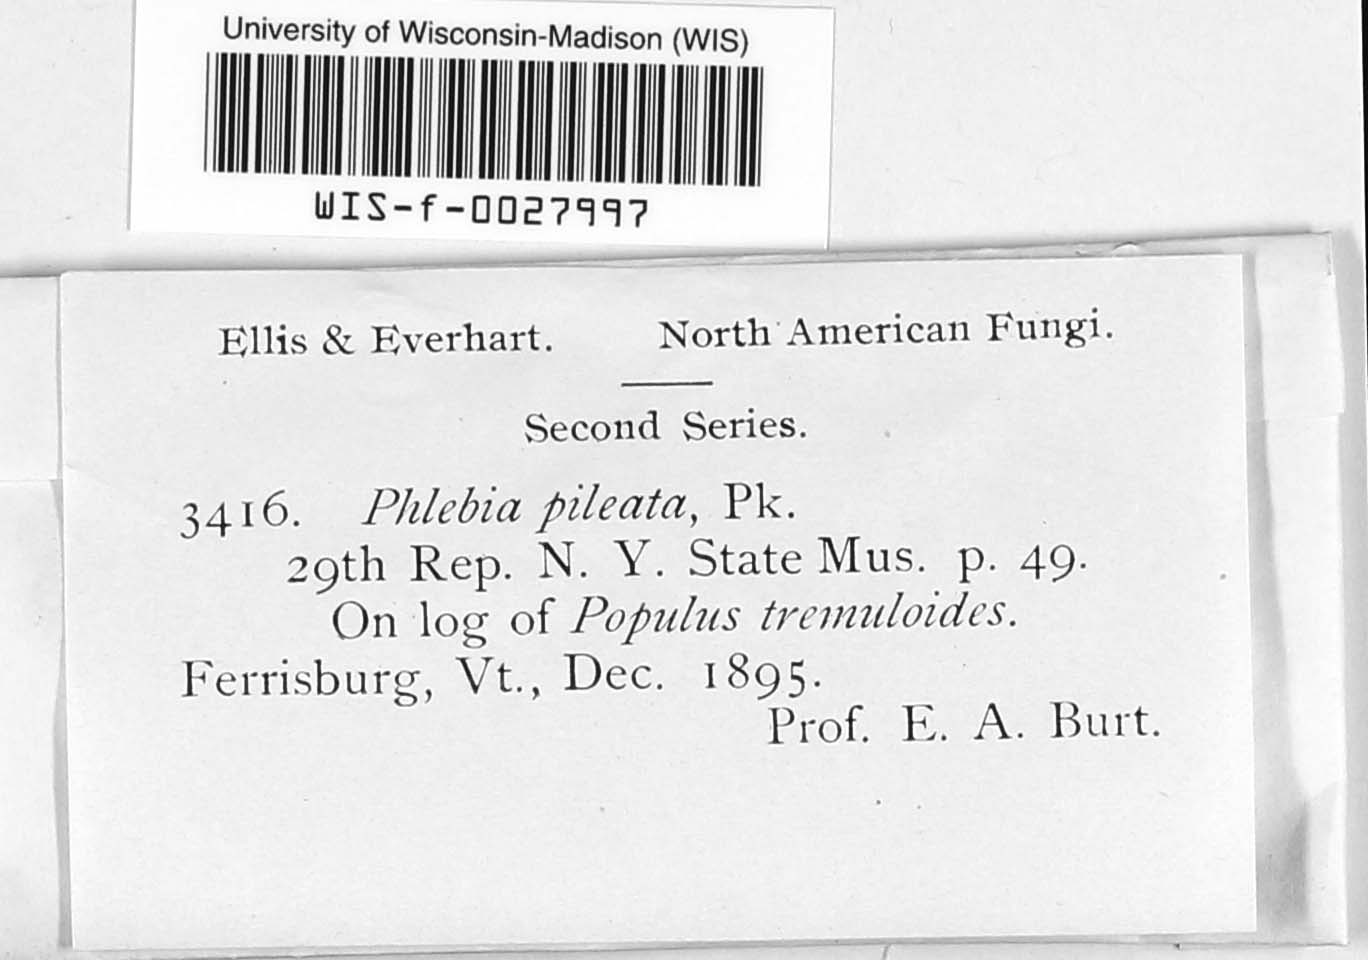 University of Wisconsin-Madison (WIS)
WIS-f-0027997
Ellis & Everhart. North American Fungi.
Second Series.
3416. Phlebia pileata, Pk.
29th Rep. N. Y. State Mus. p. 49.
On log of Populus tremuloides.
Ferrisburg, Vt., Dec. 1895.
Prof. E. A. Burt.